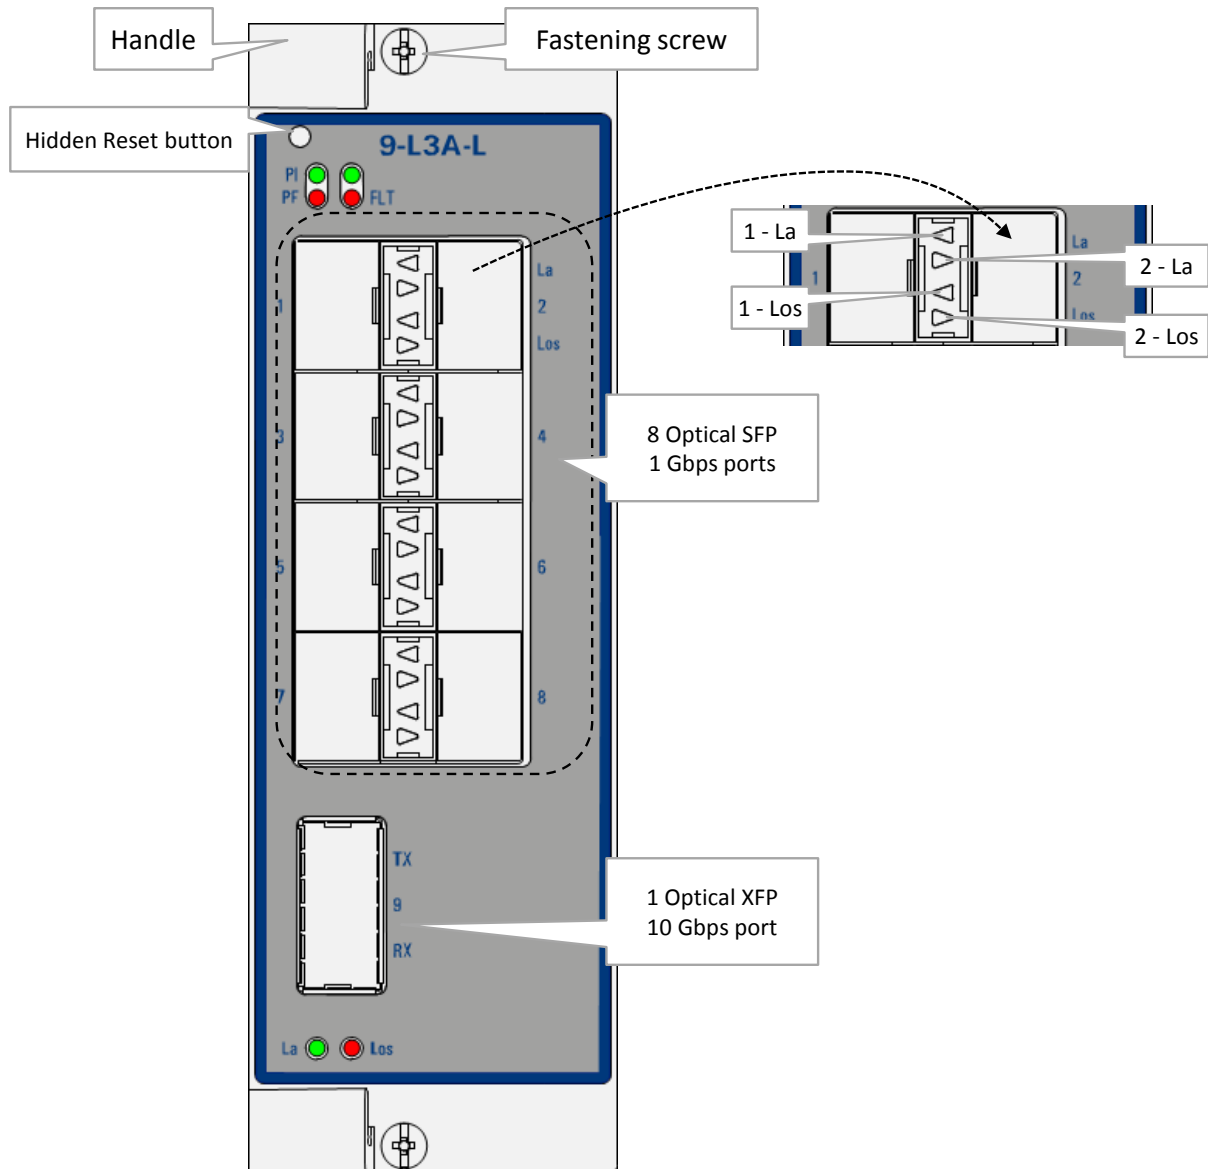 Handle
Fastening screw
Hidden Reset button
9-L3A-L
PI
PF
FLT
1
La
2
Los
3
4
5
6
7
8
TX
9
RX
La
Los
1 - La
2 - La
1 - Los
2 - Los
La
1
2
Los
8 Optical SFP
1 Gbps ports
1 Optical XFP
10 Gbps port